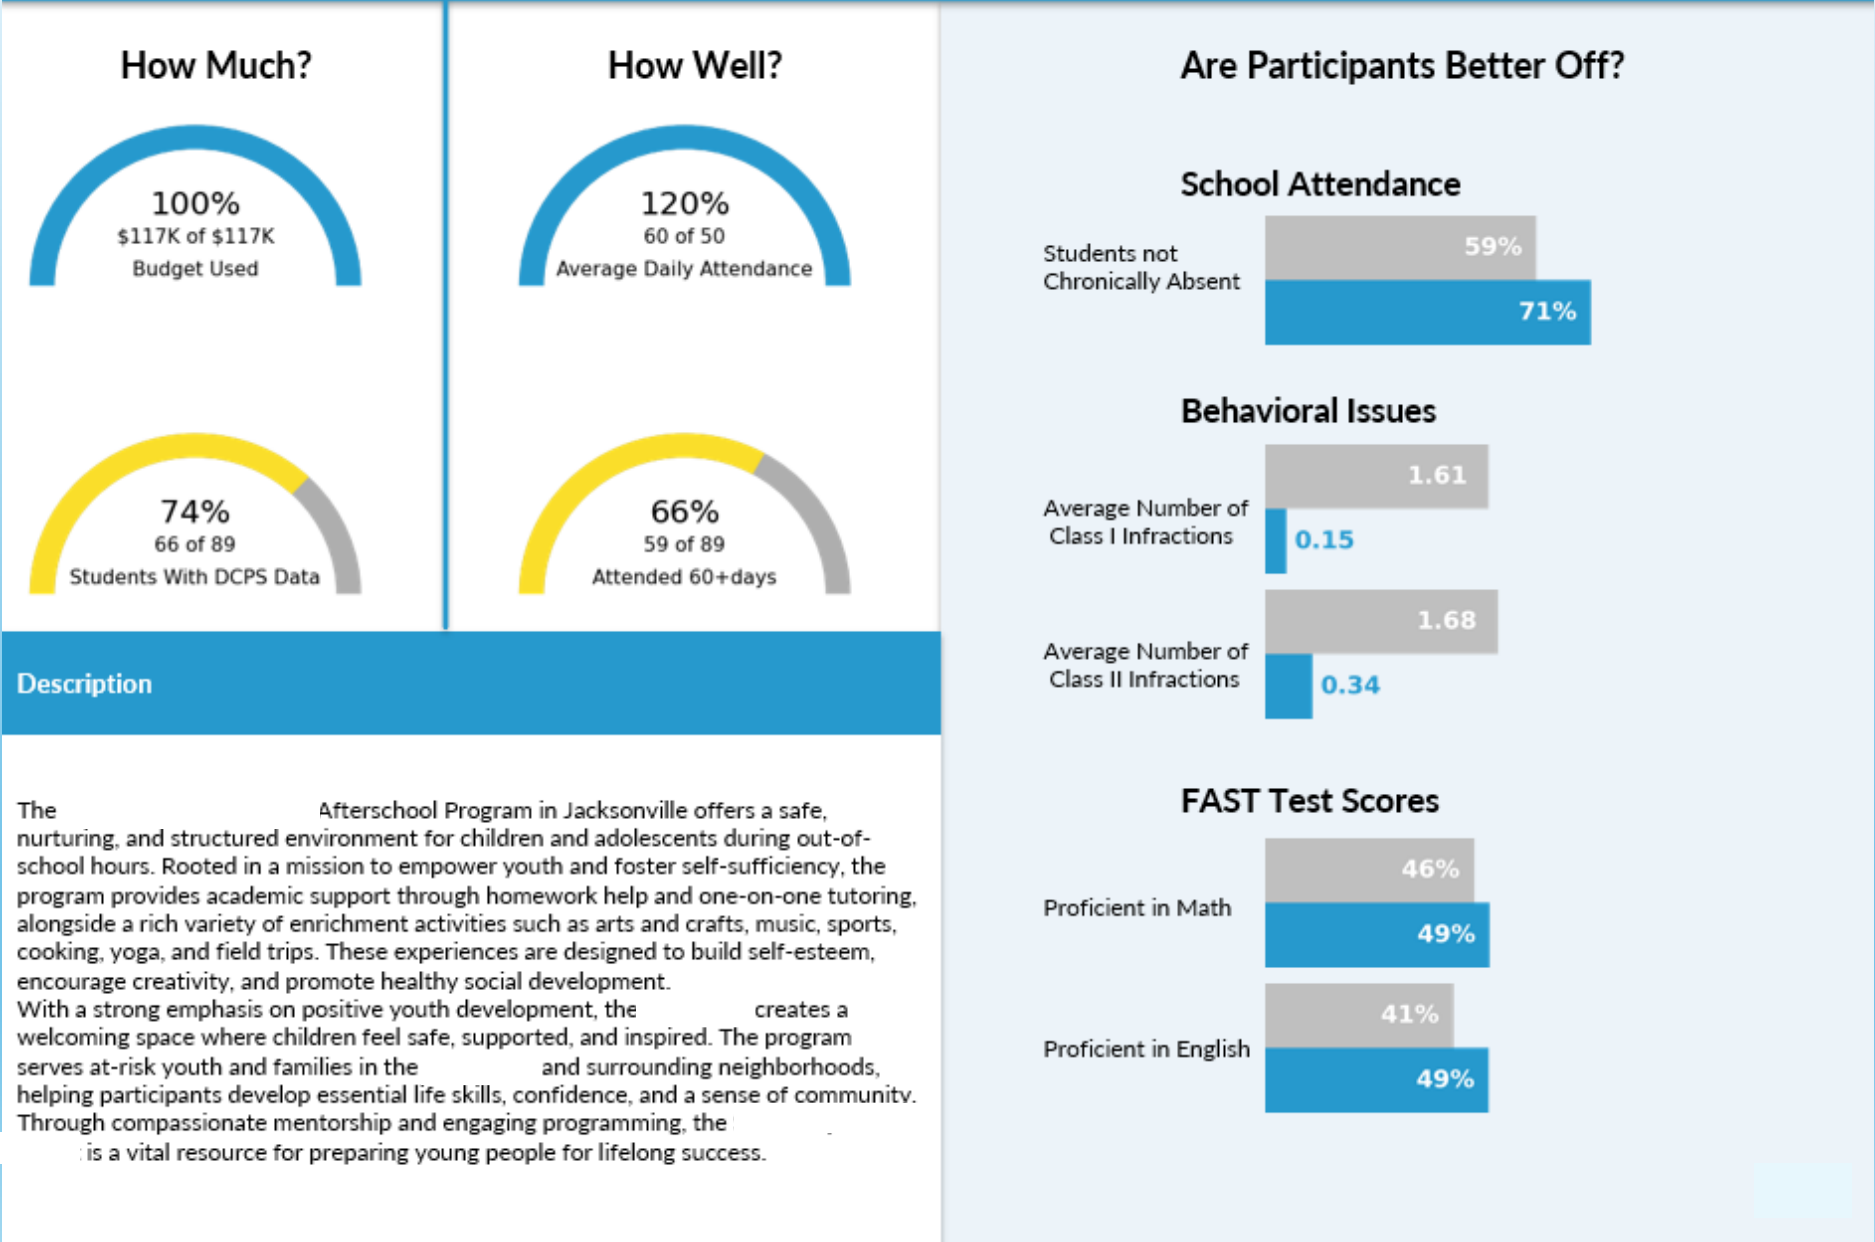 How Much?
100%
$117K of $117K
Budget Used
74%
66 of 89
Students With DCPS Data
How Well?
120%
60 of 50
Average Daily Attendance
66%
59 of 89
Attended 60+days
Description
The Afterschool Program in Jacksonville offers a safe,
nurturing, and structured environment for children and adolescents during out-of-
school hours. Rooted in a mission to empower youth and foster self-sufficiency, the
program provides academic support through homework help and one-on-one tutoring,
alongside a rich variety of enrichment activities such as arts and crafts, music, sports,
cooking, yoga, and field trips. These experiences are designed to build self-esteem,
encourage creativity, and promote healthy social development.
With a strong emphasis on positive youth development, the creates a
welcoming space where children feel safe, supported, and inspired. The program
serves at-risk youth and families in the and surrounding neighborhoods,
helping participants develop essential life skills, confidence, and a sense of community.
Through compassionate mentorship and engaging programming, the
is a vital resource for preparing young people for lifelong success.
Are Participants Better Off?
School Attendance
Students not
Chronically Absent
59%
71%
Behavioral Issues
Average Number of
Class I Infractions
1.61
0.15
Average Number of
Class II Infractions
1.68
0.34
FAST Test Scores
Proficient in Math
46%
49%
Proficient in English
41%
49%